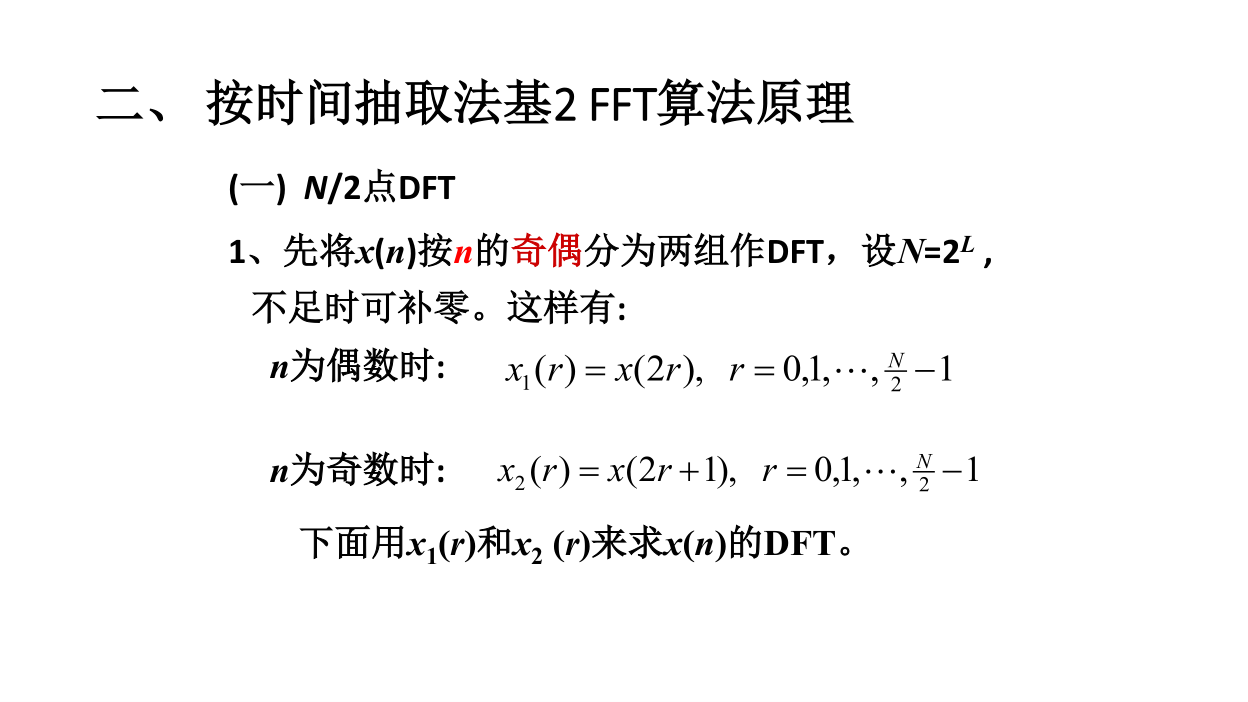 二、 按时间抽取法基2 FFT算法原理
(一) N/2点DFT
1、先将x(n)按n的奇偶分为两组作DFT，设N=2^L ,
不足时可补零。这样有:
n为偶数时: x₁(r) = x(2r), r = 0,1,⋯, N/2 −1
n为奇数时: x₂(r) = x(2r+1), r = 0,1,⋯, N/2 −1
下面用x₁(r)和x₂ (r)来求x(n)的DFT。